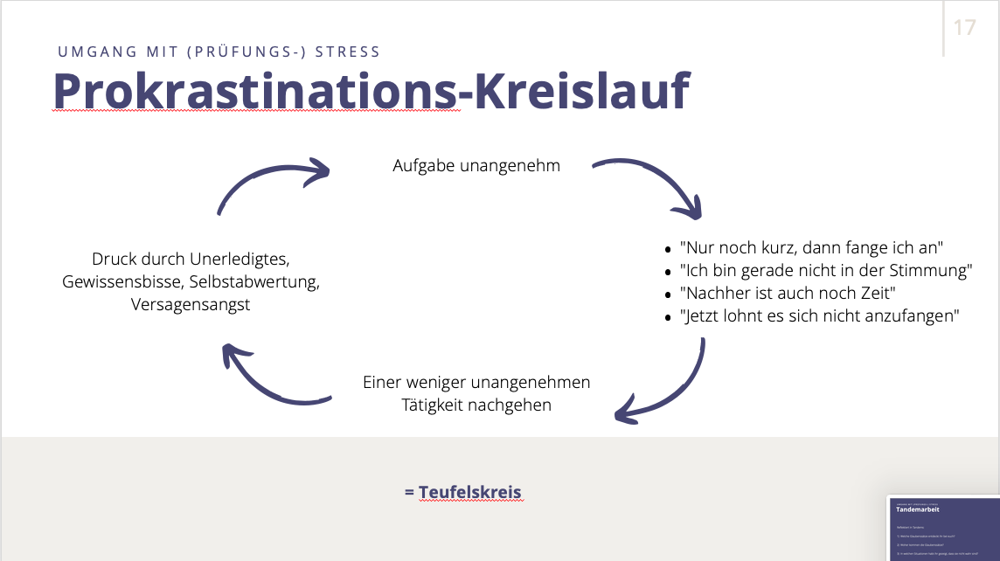 17
UMGANG MIT (PRÜFUNGS-) STRESS
Prokrastinations-Kreislauf
Aufgabe unangenehm
• "Nur noch kurz, dann fange ich an"
• "Ich bin gerade nicht in der Stimmung"
• "Nachher ist auch noch Zeit"
• "Jetzt lohnt es sich nicht anzufangen"
Einer weniger unangenehmen
Tätigkeit nachgehen
Druck durch Unerledigtes,
Gewissensbisse, Selbstabwertung,
Versagensangst
= Teufelskreis
Tandemarbeit